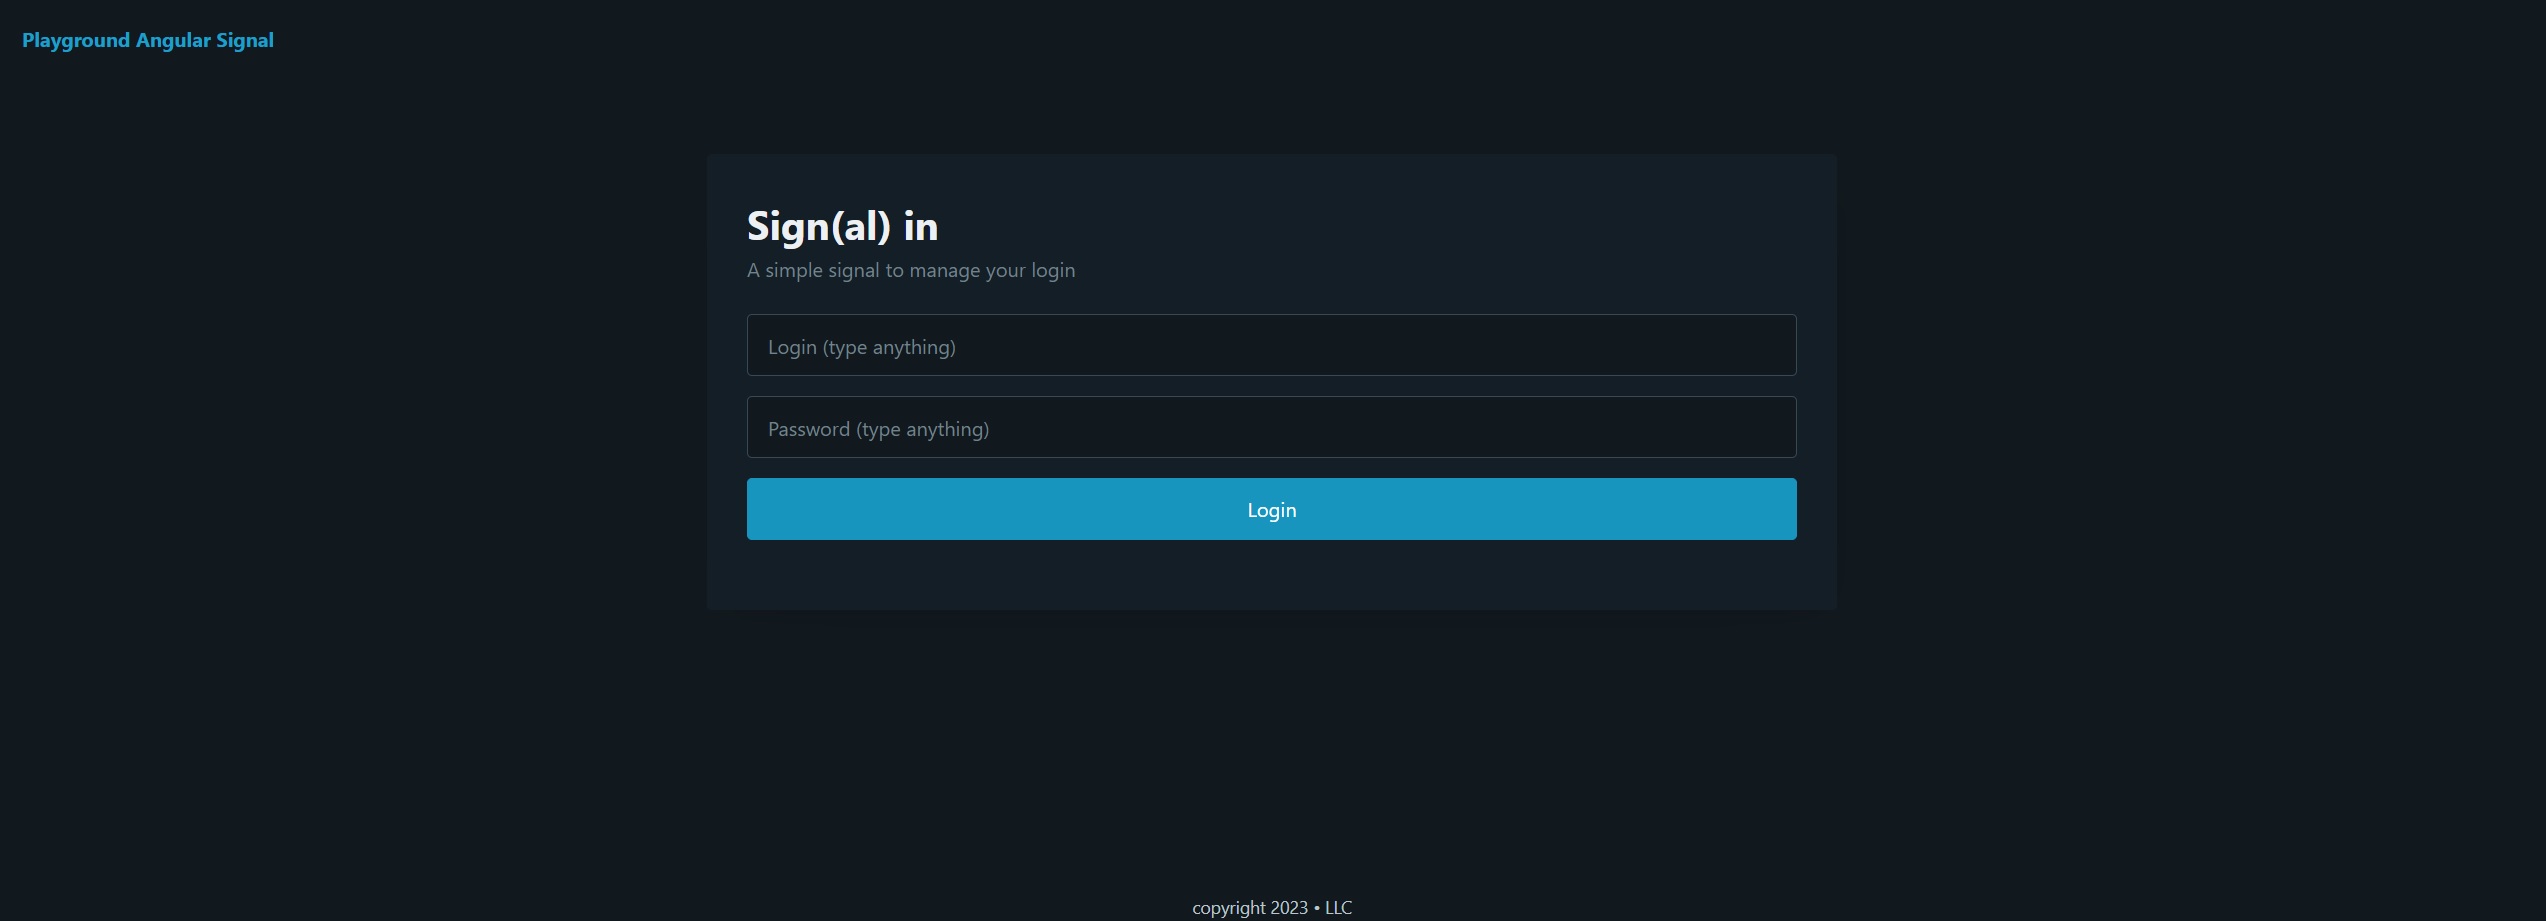 Playground Angular Signal
Sign(al) in
A simple signal to manage your login
Login (type anything)
Password (type anything)
Login
copyright 2023 • LLC